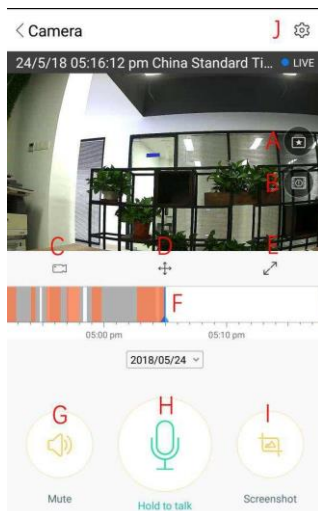 < Camera J
24/5/18 05:16:12 pm China Standard Ti... LIVE
A
B
C D E
F
05:00 pm 05:10 pm
2018/05/24
G H I
Mute Hold to talk Screenshot